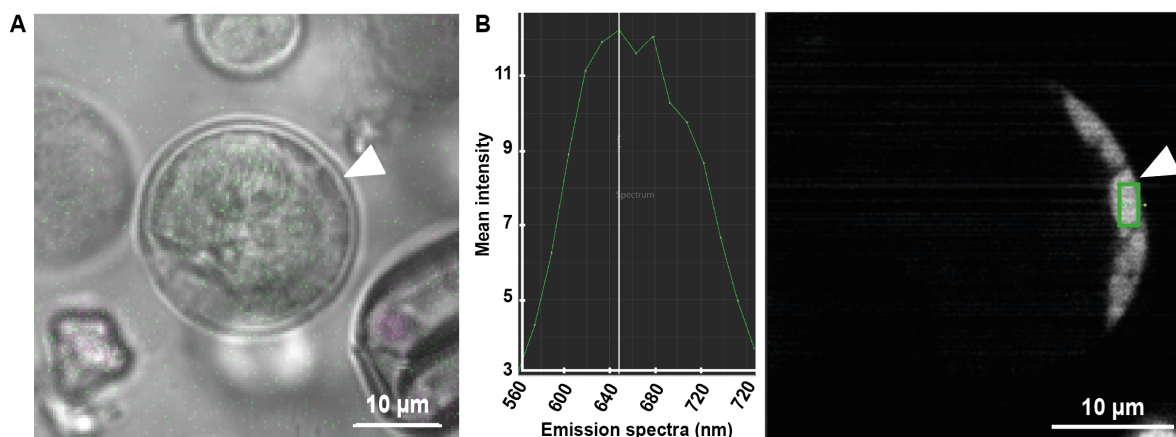 A
B
11
9
7
5
3
Mean intensity
Spectrum
560
600
640
680
720
720
Emission spectra (nm)
10 µm
10 µm